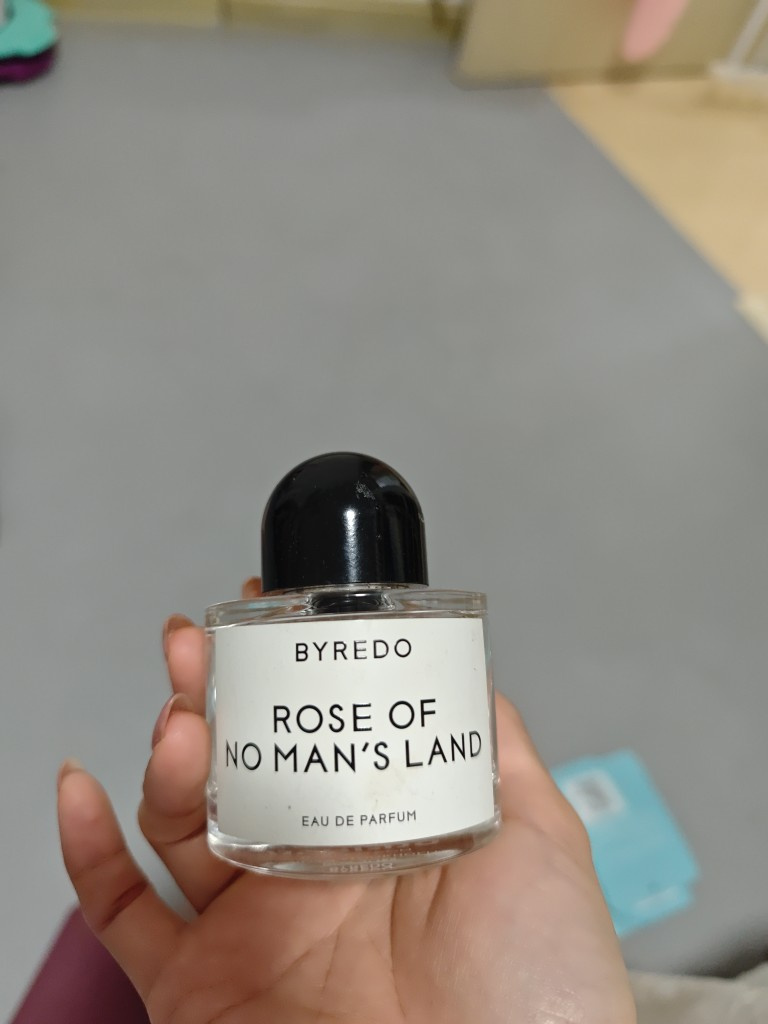 BYREDO
ROSE OF
NO MAN'S LAND
EAU DE PARFUM